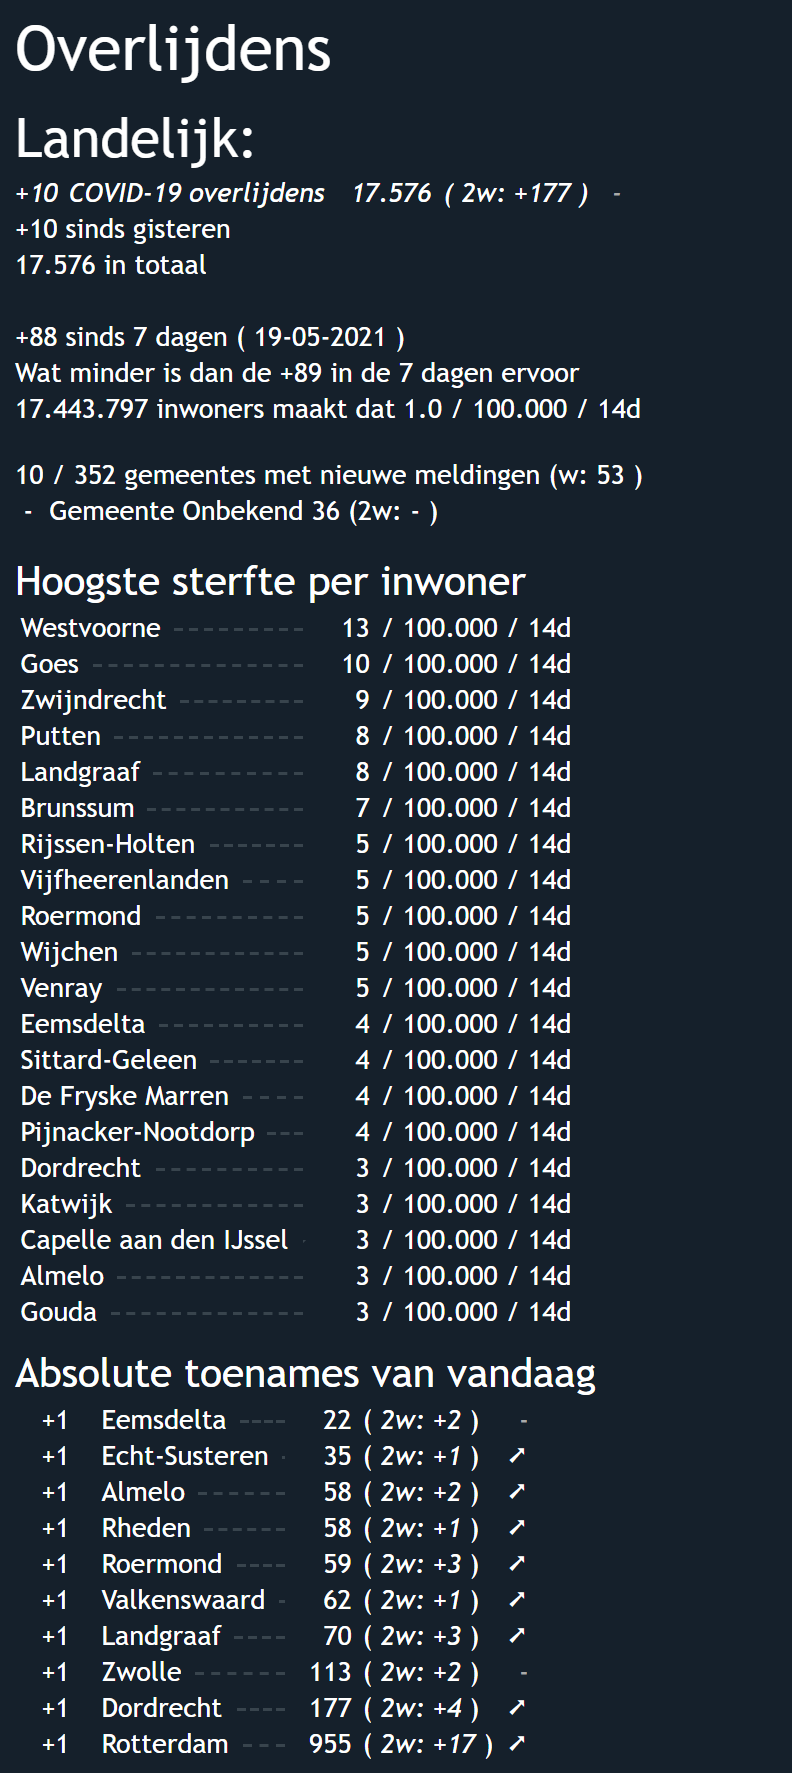 Overlijdens
Landelijk:
+10 COVID-19 overlijdens 17.576 ( 2w: +177 ) -
+10 sinds gisteren
17.576 in totaal
+88 sinds 7 dagen ( 19-05-2021 )
Wat minder is dan de +89 in de 7 dagen ervoor
17.443.797 inwoners maakt dat 1.0 / 100.000 / 14d
10 / 352 gemeentes met nieuwe meldingen (w: 53 )
- Gemeente Onbekend 36 (2w: - )
Hoogste sterfte per inwoner
Westvoorne --------- 13 / 100.000 / 14d
Goes -------------- 10 / 100.000 / 14d
Zwijndrecht -------- 9 / 100.000 / 14d
Putten ------------- 8 / 100.000 / 14d
Landgraaf ---------- 8 / 100.000 / 14d
Brunssum ----------- 7 / 100.000 / 14d
Rijssen-Holten ------- 5 / 100.000 / 14d
Vijfheerenlanden ---- 5 / 100.000 / 14d
Roermond ---------- 5 / 100.000 / 14d
Wijchen ------------ 5 / 100.000 / 14d
Venray ------------- 5 / 100.000 / 14d
Eemsdelta ---------- 4 / 100.000 / 14d
Sittard-Geleen ------- 4 / 100.000 / 14d
De Fryske Marren ---- 4 / 100.000 / 14d
Pijnacker-Nootdorp --- 4 / 100.000 / 14d
Dordrecht ---------- 3 / 100.000 / 14d
Katwijk ------------ 3 / 100.000 / 14d
Capelle aan den IJssel - 3 / 100.000 / 14d
Almelo ------------- 3 / 100.000 / 14d
Gouda ------------- 3 / 100.000 / 14d
Absolute toenames van vandaag
+1 Eemsdelta ---- 22 ( 2w: +2 ) -
+1 Echt-Susteren - 35 ( 2w: +1 ) ➚
+1 Almelo ------ 58 ( 2w: +2 ) ➚
+1 Rheden ------ 58 ( 2w: +1 ) ➚
+1 Roermond ---- 59 ( 2w: +3 ) ➚
+1 Valkenswaard - 62 ( 2w: +1 ) ➚
+1 Landgraaf ---- 70 ( 2w: +3 ) ➚
+1 Zwolle ------ 113 ( 2w: +2 ) -
+1 Dordrecht ---- 177 ( 2w: +4 ) ➚
+1 Rotterdam --- 955 ( 2w: +17 ) ➚